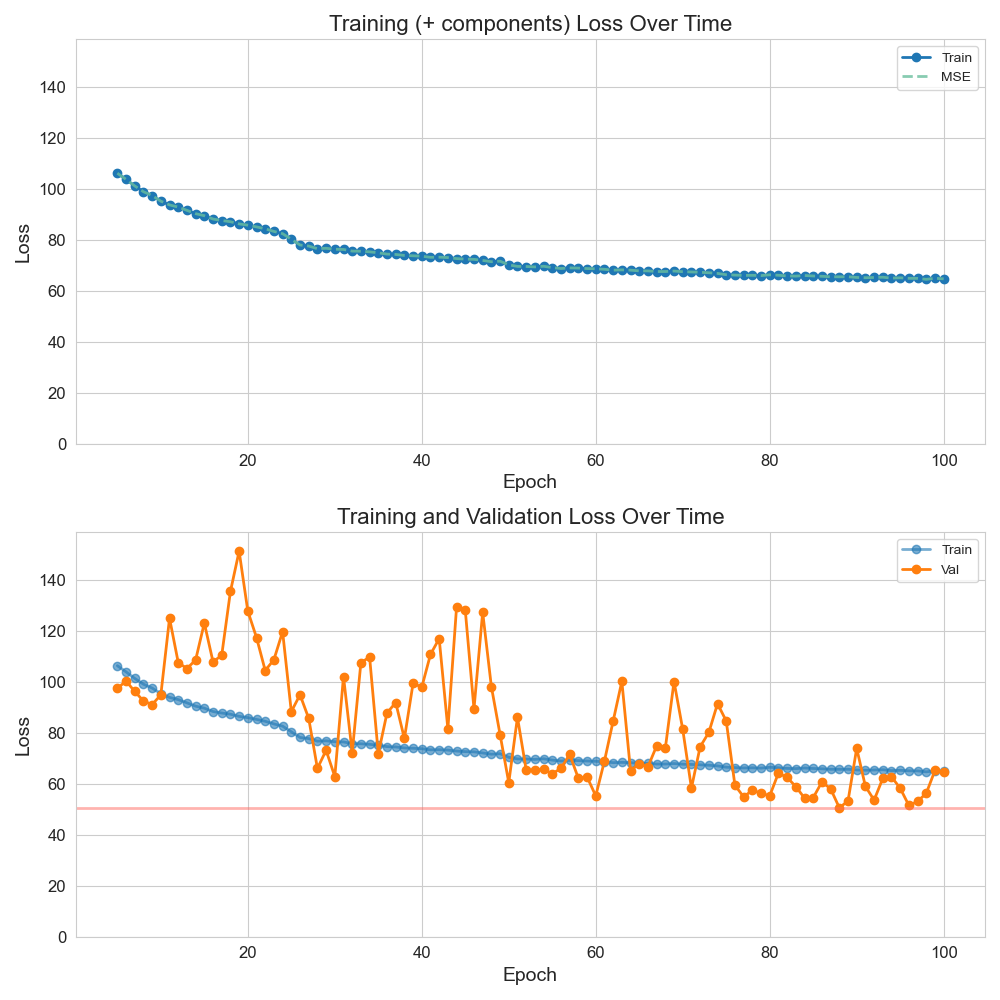 Training (+ components) Loss Over Time
Train
MSE
140
120
100
80
60
40
20
0
Loss
20 40 60 80 100
Epoch
Training and Validation Loss Over Time
Train
Val
140
120
100
80
60
40
20
0
Loss
20 40 60 80 100
Epoch